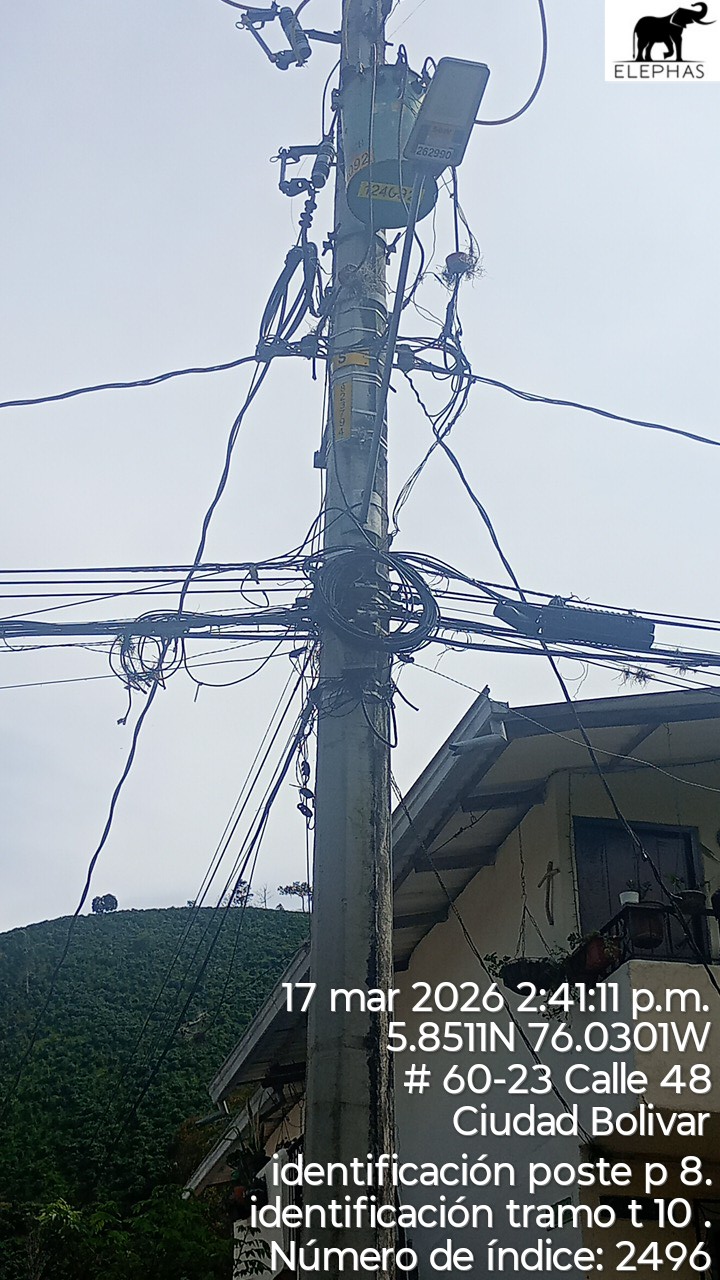 ELEPHAS
262990
5
17 mar 2026 2:41:11 p.m.
5.8511N 76.0301W
# 60-23 Calle 48
Ciudad Bolivar
identificación poste p 8.
identificación tramo t 10 .
Número de índice: 2496